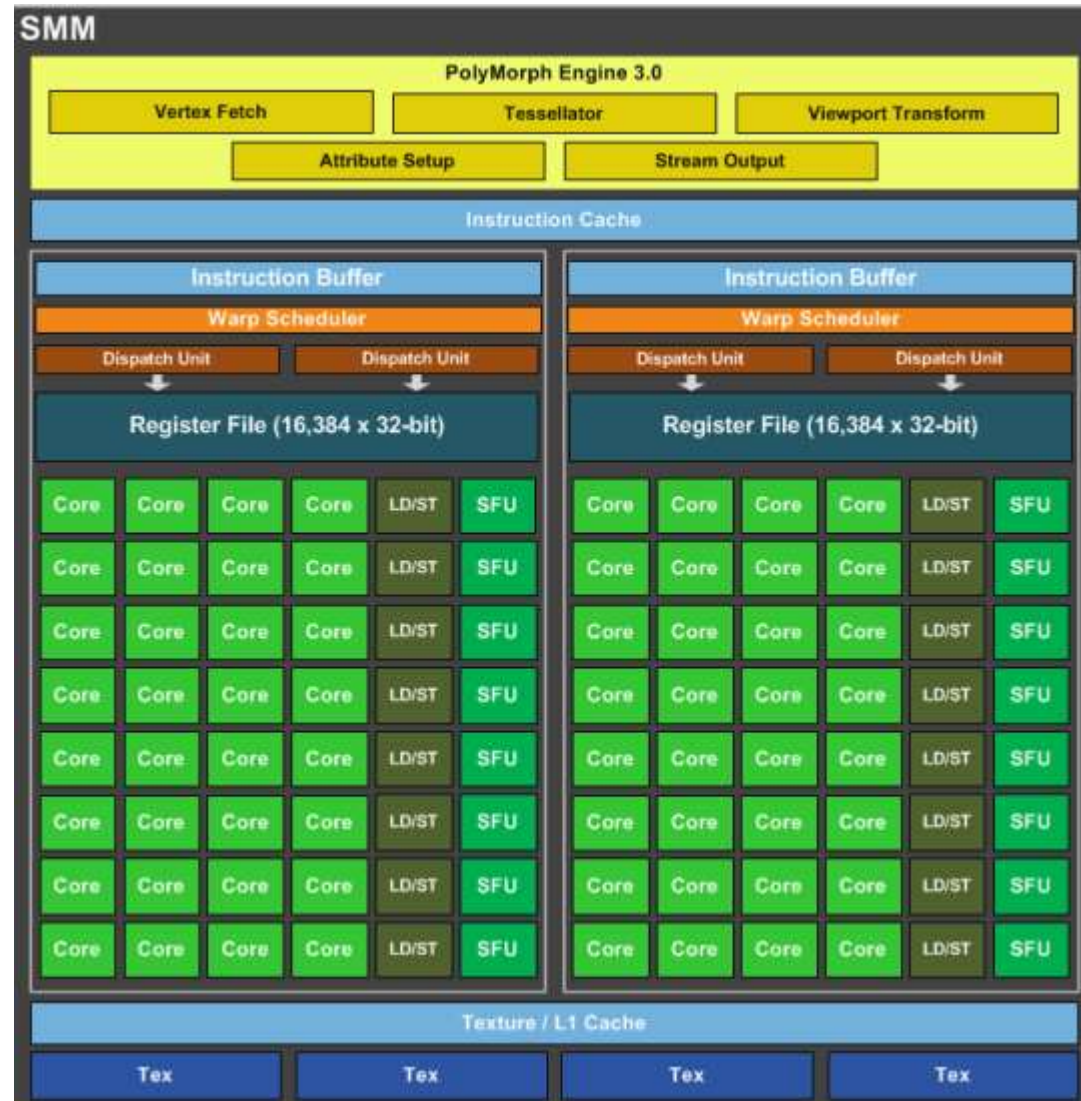 SMM
PolyMorph Engine 3.0
Vertex Fetch Tessellator Viewport Transform
Attribute Setup Stream Output
Instruction Cache
Instruction Buffer Instruction Buffer
Warp Scheduler Warp Scheduler
Dispatch Unit Dispatch Unit Dispatch Unit Dispatch Unit
Register File (16,384 x 32-bit) Register File (16,384 x 32-bit)
Core Core Core Core LD/ST SFU Core Core Core Core LD/ST SFU
Core Core Core Core LD/ST SFU Core Core Core Core LD/ST SFU
Core Core Core Core LD/ST SFU Core Core Core Core LD/ST SFU
Core Core Core Core LD/ST SFU Core Core Core Core LD/ST SFU
Core Core Core Core LD/ST SFU Core Core Core Core LD/ST SFU
Core Core Core Core LD/ST SFU Core Core Core Core LD/ST SFU
Core Core Core Core LD/ST SFU Core Core Core Core LD/ST SFU
Core Core Core Core LD/ST SFU Core Core Core Core LD/ST SFU
Texture / L1 Cache
Tex Tex Tex Tex